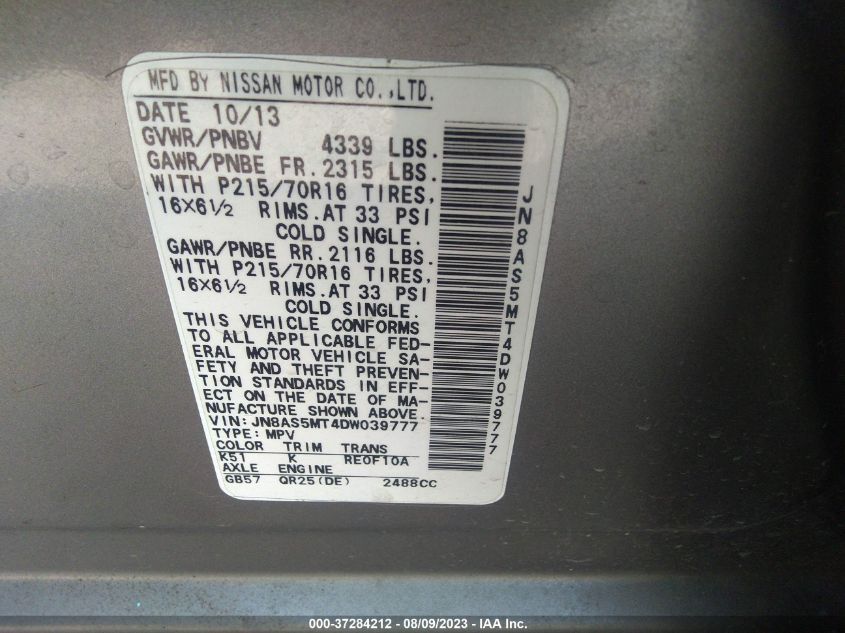 MFD BY NISSAN MOTOR CO.,LTD.
DATE 10/13
GVWR/PNBV 4339 LBS.
GAWR/PNBE FR.2315 LBS.
WITH P215/70R16 TIRES,
16X6½ RIMS.AT 33 PSI
COLD SINGLE.
GAWR/PNBE RR.2116 LBS.
WITH P215/70R16 TIRES,
16X6½ RIMS.AT 33 PSI
COLD SINGLE.
THIS VEHICLE CONFORMS
TO ALL APPLICABLE FED-
ERAL MOTOR VEHICLE SA-
FETY AND THEFT PREVEN-
TION STANDARDS IN EFF-
ECT ON THE DATE OF MA-
NUFACTURE SHOWN ABOVE.
VIN:JN8AS5MT4DW039777
TYPE:MPV
COLOR TRIM TRANS
K51 K RE0F10A
AXLE ENGINE
GB57 QR25(DE) 2488CC
JN8AS5MT4DW039777
000-37284212 - 08/09/2023 - IAA Inc.